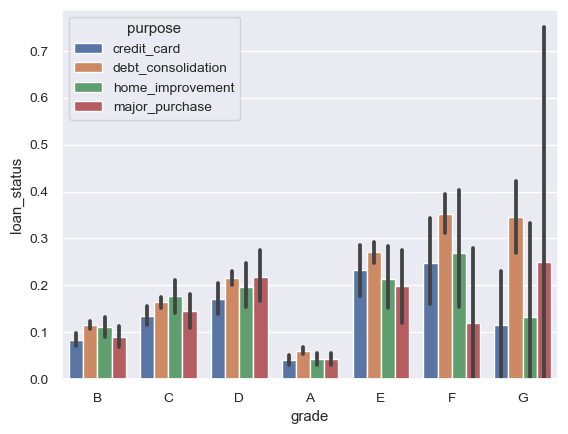 purpose
credit_card
debt_consolidation
home_improvement
major_purchase
0.7
0.6
0.5
0.4
0.3
0.2
0.1
0.0
loan_status
B C D A E F G
grade